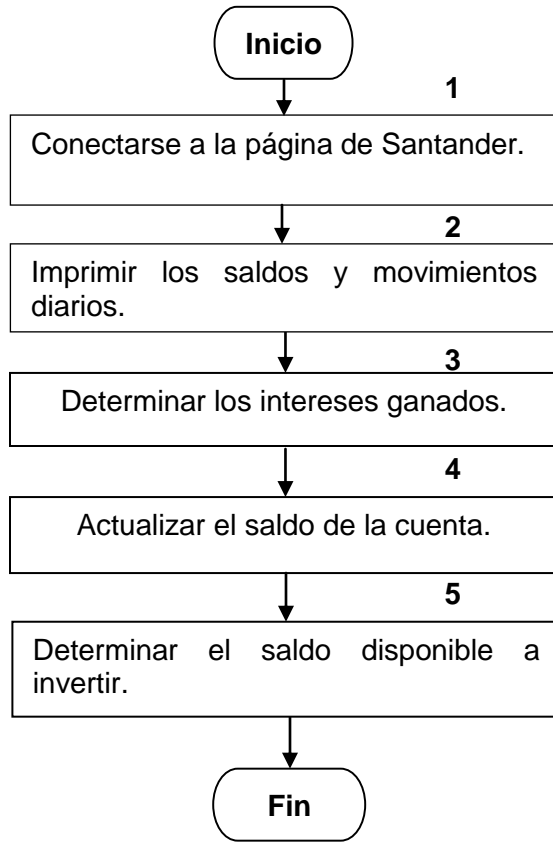 Inicio
1
Conectarse a la página de Santander.
2
Imprimir los saldos y movimientos
diarios.
3
Determinar los intereses ganados.
4
Actualizar el saldo de la cuenta.
5
Determinar el saldo disponible a
invertir.
Fin